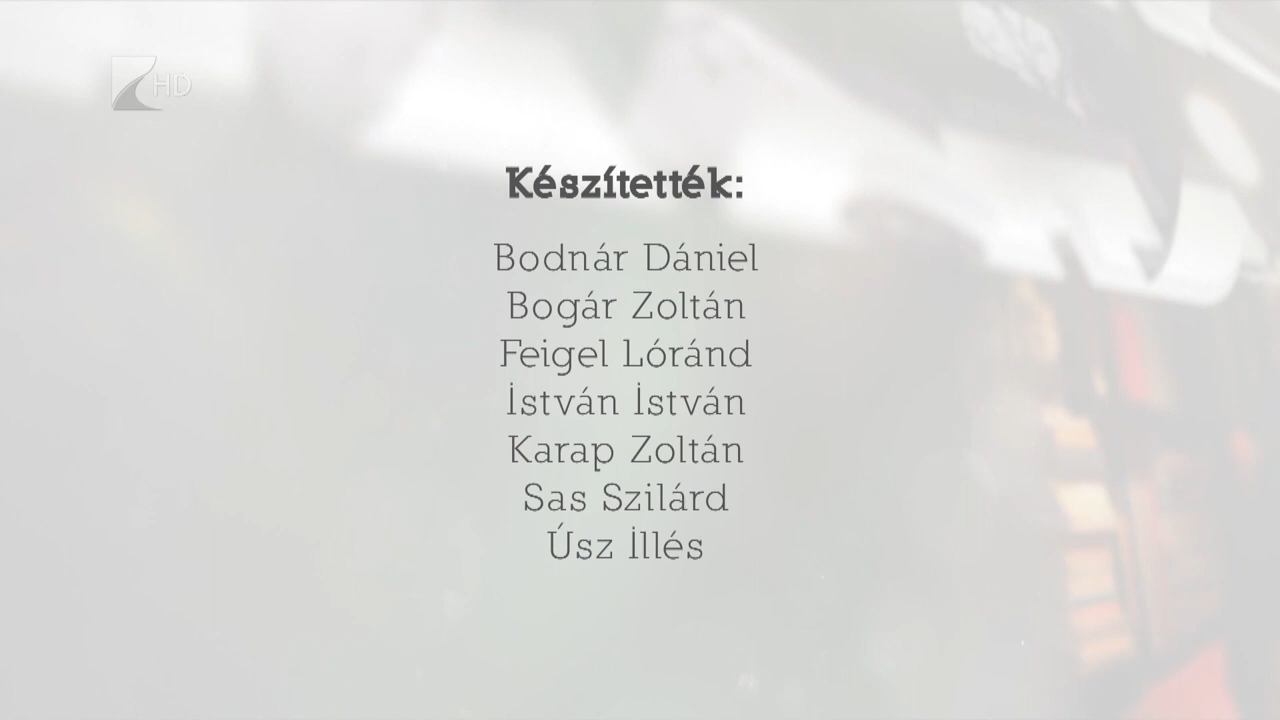 HD
Készítették:
Bodnár Dániel
Bogár Zoltán
Feigel Lóránd
İstván İstván
Karap Zoltán
Sas Szilárd
Úsz İllés